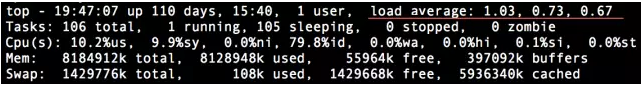 top - 19:47:07 up 110 days, 15:40, 1 user, load average: 1.03, 0.73, 0.67
Tasks: 106 total, 1 running, 105 sleeping, 0 stopped, 0 zombie
Cpu(s): 10.2%us, 9.9%sy, 0.0%ni, 79.8%id, 0.0%wa, 0.0%hi, 0.1%si, 0.0%st
Mem: 8184912k total, 8128948k used, 55964k free, 397092k buffers
Swap: 1429776k total, 108k used, 1429668k free, 5936340k cached